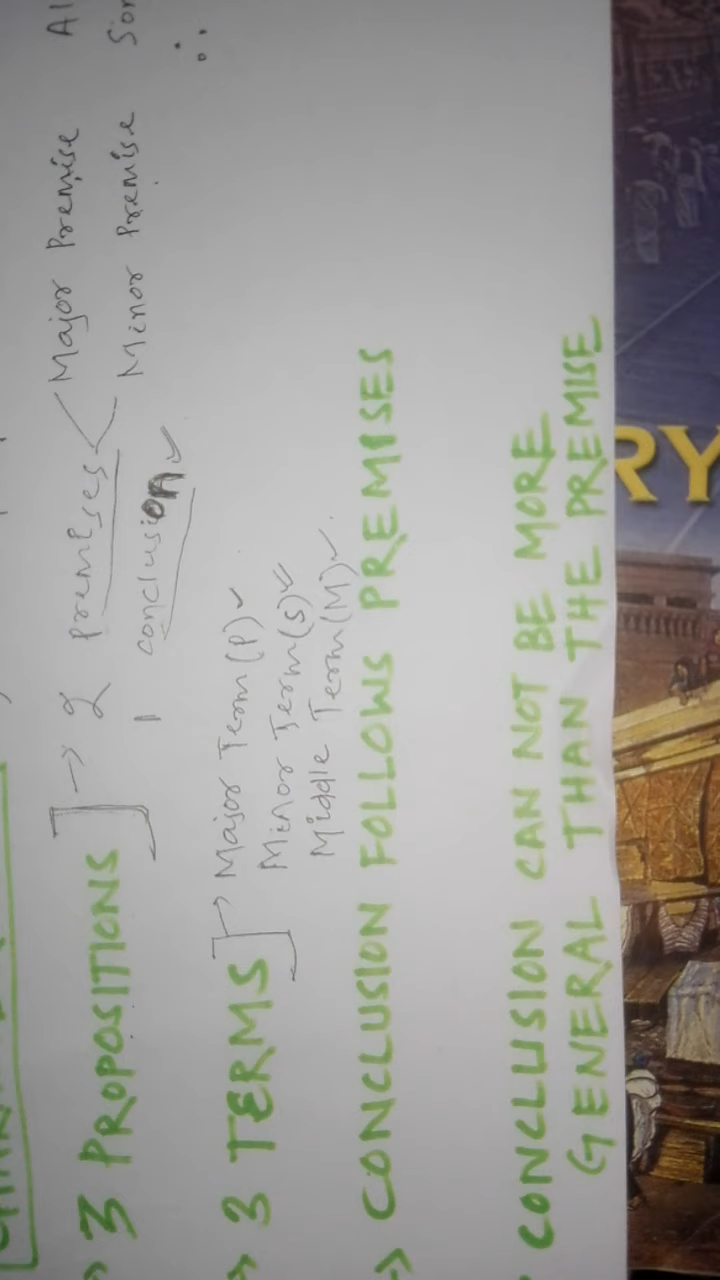 → 3 PROPOSITIONS] → 2 premises < Major Premise
Minor Premise
1 conclusion ✓
∴
→ 3 TERMS] → Major Term (P) ✓
Minor Term (S) ✓
Middle Term (M) ✓
→ CONCLUSION FOLLOWS PREMISES
CONCLUSION CAN NOT BE MORE
GENERAL THAN THE PREMISE
RY